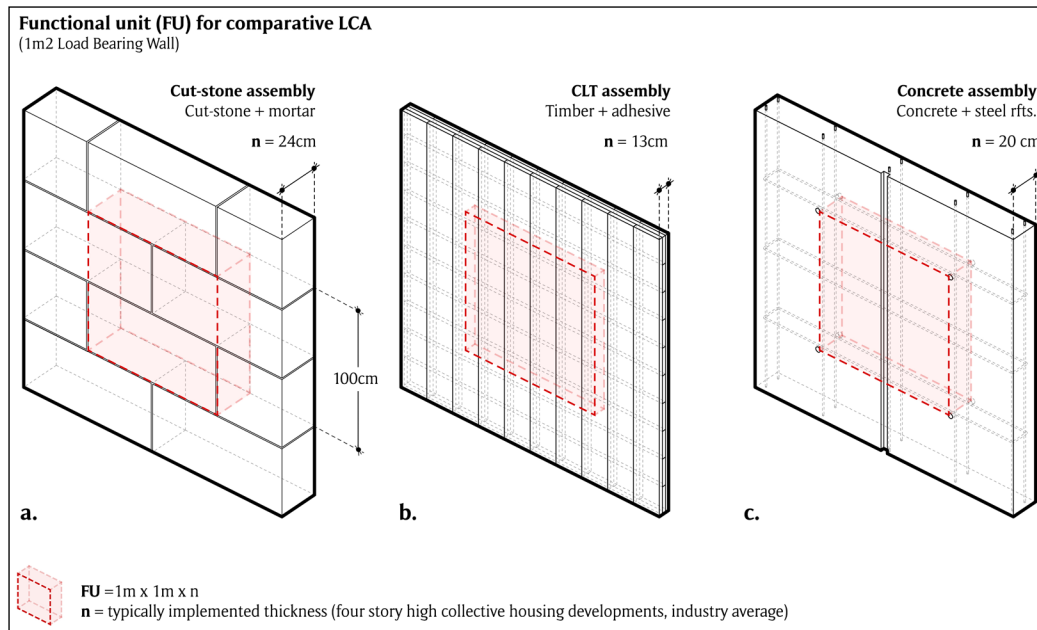 Functional unit (FU) for comparative LCA
(1m2 Load Bearing Wall)
Cut-stone assembly
Cut-stone + mortar
n = 24cm
100cm
a.
CLT assembly
Timber + adhesive
n = 13cm
b.
Concrete assembly
Concrete + steel rfts.
n = 20 cm
c.
FU =1m x 1m x n
n = typically implemented thickness (four story high collective housing developments, industry average)